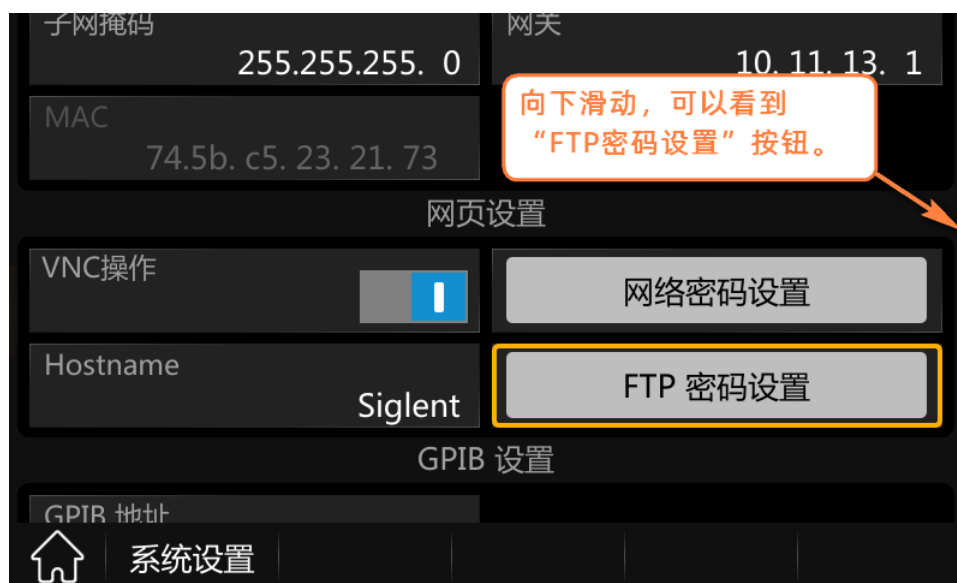 子网掩码
255.255.255. 0
网关
10. 11. 13. 1
向下滑动，可以看到
“FTP密码设置”按钮。
MAC
74.5b. c5. 23. 21. 73
网页设置
VNC操作
网络密码设置
Hostname
Siglent
FTP 密码设置
GPIB 设置
GPIB 地址
系统设置